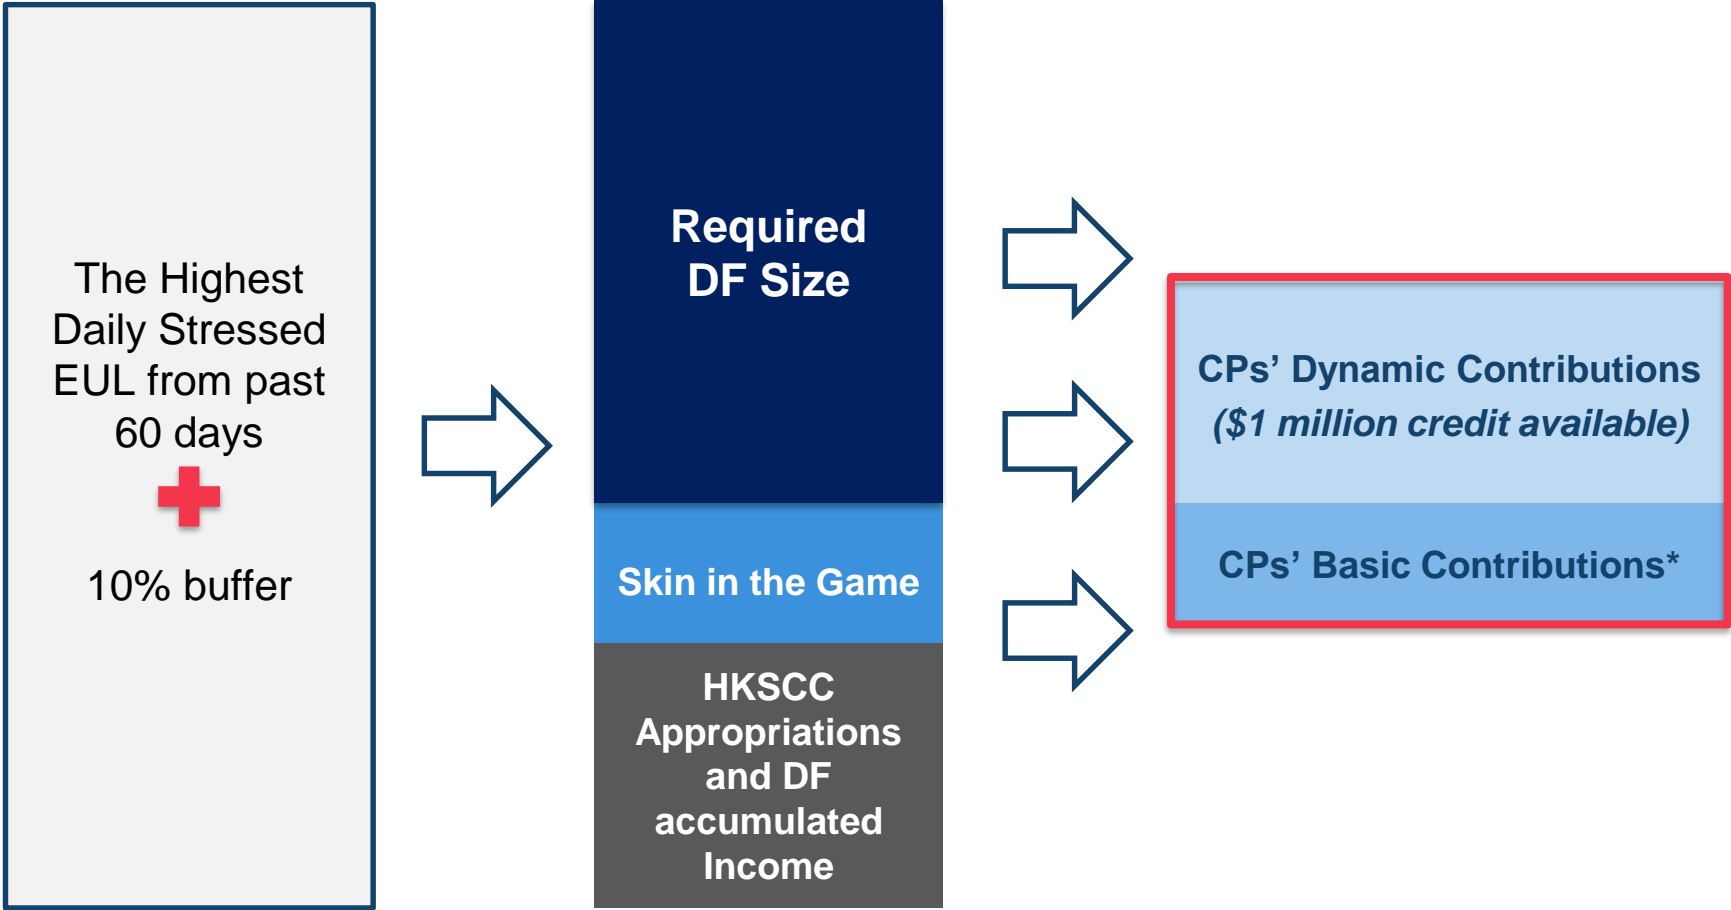 The Highest
Daily Stressed
EUL from past
60 days
10% buffer
Required
DF Size
Skin in the Game
HKSCC
Appropriations
and DF
accumulated
Income
CPs’ Dynamic Contributions
($1 million credit available)
CPs’ Basic Contributions*